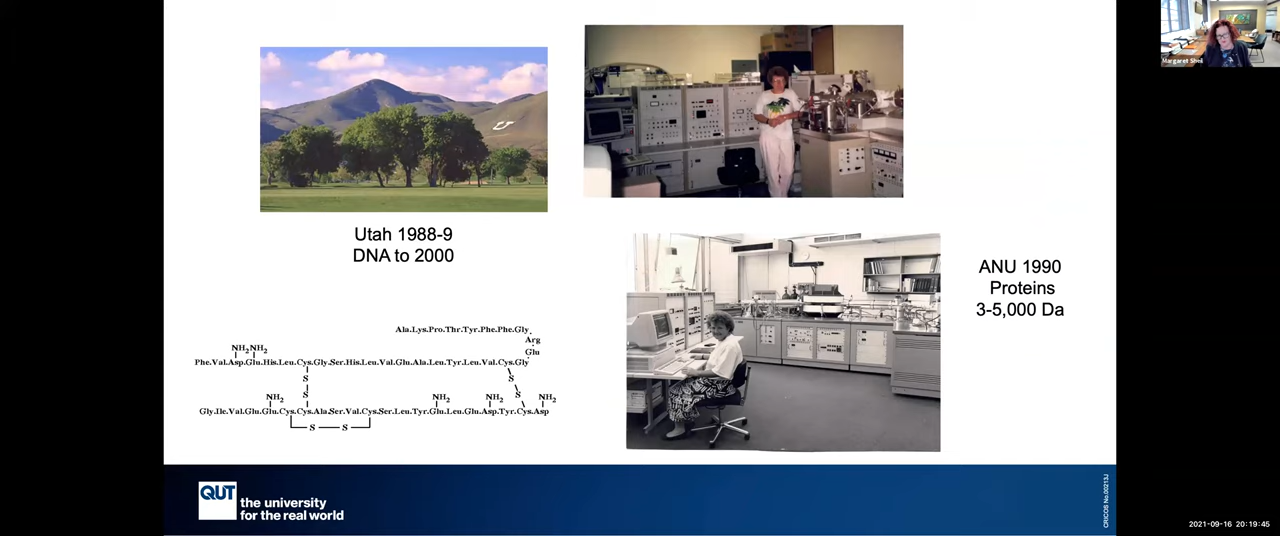 Margaret Sheil
Utah 1988-9
DNA to 2000
ANU 1990
Proteins
3-5,000 Da
Ala.Lys.Pro.Thr.Tyr.Phe.Phe.Gly.
Arg
Glu
NH2 NH2
Phe.Val.Asp.Glu.His.Leu.Cys.Gly.Ser.His.Leu.Val.Glu.Ala.Leu.Tyr.Leu.Val.Cys.Gly
S S
S S
NH2 NH2 NH2 NH2
Gly.Ile.Val.Glu.Glu.Cys.Cys.Ala.Ser.Val.Cys.Ser.Leu.Tyr.Glu.Leu.Glu.Asp.Tyr.Cys.Asp
S S
U
QUT
the university
for the real world
CRICOS No.00213J
2021-09-16 20:19:45